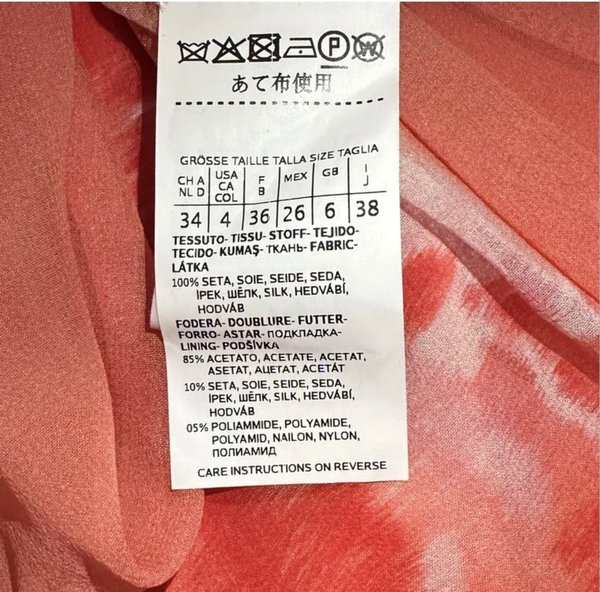 P W
あて布使用
GRÖSSE TAILLE TALLA SIZE TAGLIA
CH A NL D USA CA COL F B MEX GB I J
34 4 36 26 6 38
TESSUTO- TISSU- STOFF- TEJIDO-
TECIDO- KUMAŞ- ТКАНЬ- FABRIC-
LÁTKA
100% SETA, SOIE, SEIDE, SEDA,
İPEK, ШЁЛК, SILK, HEDVÁBÍ,
HODVÁB
FODERA- DOUBLURE- FUTTER-
FORRO- ASTAR- ПОДКЛАДКА-
LINING- PODŠÍVKA
85% ACETATO, ACETATE, ACETAT,
ASETAT, АЦЕТАТ, ACETÁT
10% SETA, SOIE, SEIDE, SEDA,
İPEK, ШЁЛК, SILK, HEDVÁBÍ,
HODVÁB
05% POLIAMMIDE, POLYAMIDE,
POLYAMID, NAILON, NYLON,
ПОЛИАМИД
CARE INSTRUCTIONS ON REVERSE